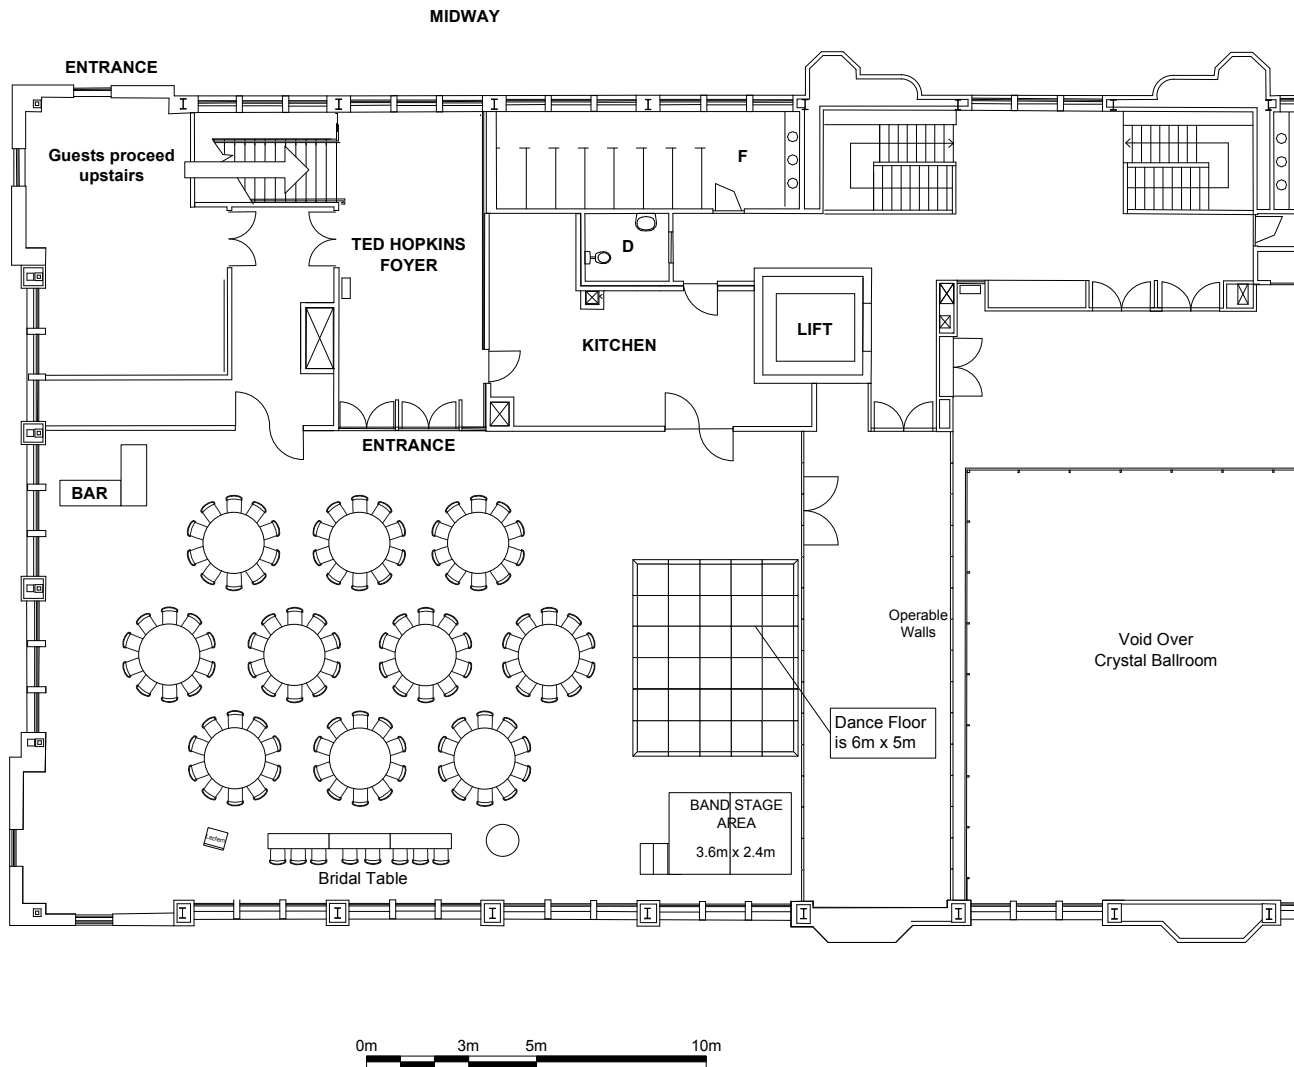 MIDWAY
ENTRANCE
Guests proceed
upstairs
F
D
TED HOPKINS
FOYER
LIFT
KITCHEN
ENTRANCE
BAR
Operable
Walls
Void Over
Crystal Ballroom
Dance Floor
is 6m x 5m
BAND STAGE
AREA
3.6m x 2.4m
Lectern
Bridal Table
0m 3m 5m 10m